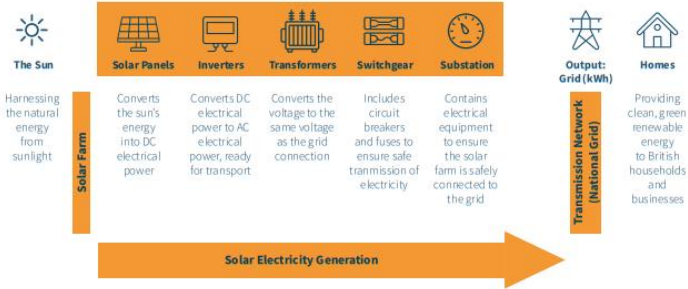 The Sun
Solar Panels
Inverters
Transformers
Switchgear
Substation
Output:
Grid (kWh)
Homes
Harnessing
the natural
energy
from
sunlight
Solar Farm
Converts
the sun's
energy
into DC
electrical
power
Converts DC
electrical
power to AC
electrical
power, ready
for transport
Converts the
voltage to the
same voltage
as the grid
connection
Includes
circuit
breakers
and fuses to
ensure safe
tranmission of
electricity
Contains
electrical
equipment to
ensure
the solar
farm is safely
connected to
the grid
Transmission Network
(National Grid)
Providing
clean, green
renewable
energy
to British
households
and
businesses
Solar Electricity Generation